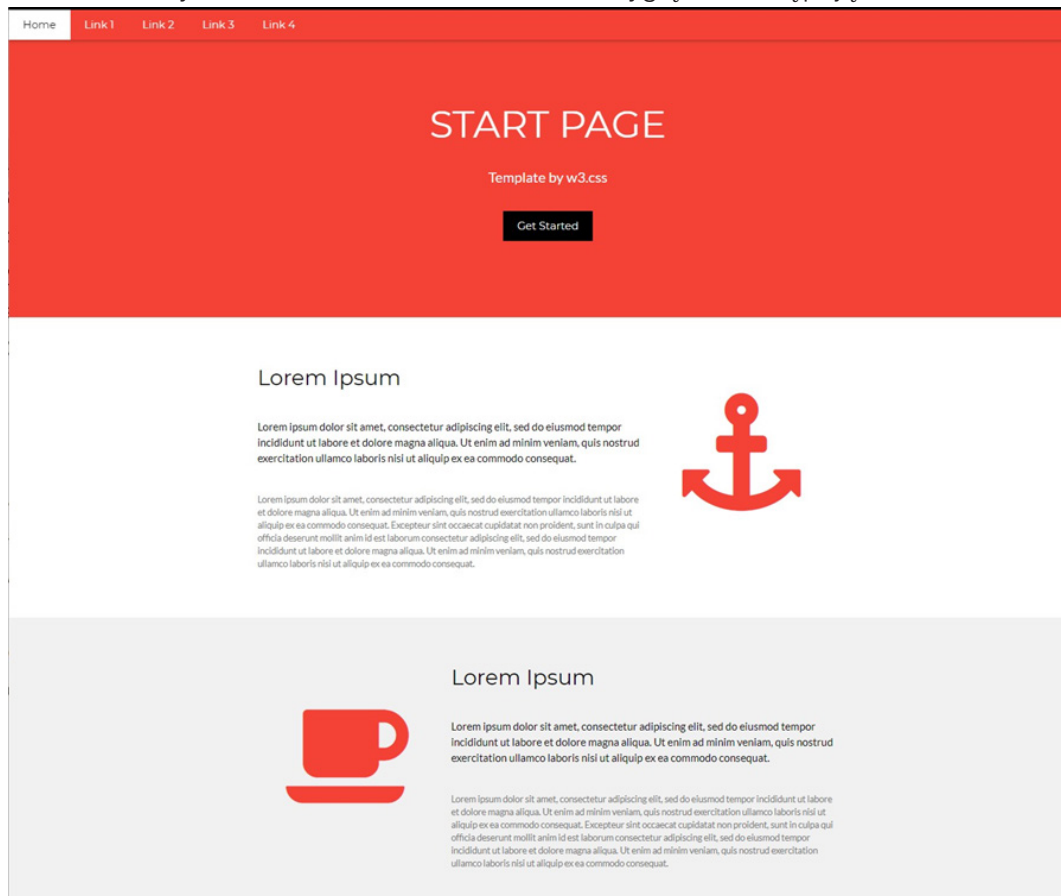 Home Link 1 Link 2 Link 3 Link 4
START PAGE
Template by w3.css
Get Started
Lorem Ipsum
Lorem ipsum dolor sit amet, consectetur adipiscing elit, sed do eiusmod tempor
incididunt ut labore et dolore magna aliqua. Ut enim ad minim veniam, quis nostrud
exercitation ullamco laboris nisi ut aliquip ex ea commodo consequat.
Lorem ipsum dolor sit amet, consectetur adipiscing elit, sed do eiusmod tempor incididunt ut labore
et dolore magna aliqua. Ut enim ad minim veniam, quis nostrud exercitation ullamco laboris nisi ut
aliquip ex ea commodo consequat. Excepteur sint occaecat cupidatat non proident, sunt in culpa qui
officia deserunt mollit anim id est laborum consectetur adipiscing elit, sed do eiusmod tempor
incididunt ut labore et dolore magna aliqua. Ut enim ad minim veniam, quis nostrud exercitation
ullamco laboris nisi ut aliquip ex ea commodo consequat.
Lorem Ipsum
Lorem ipsum dolor sit amet, consectetur adipiscing elit, sed do eiusmod tempor
incididunt ut labore et dolore magna aliqua. Ut enim ad minim veniam, quis nostrud
exercitation ullamco laboris nisi ut aliquip ex ea commodo consequat.
Lorem ipsum dolor sit amet, consectetur adipiscing elit, sed do eiusmod tempor incididunt ut labore
et dolore magna aliqua. Ut enim ad minim veniam, quis nostrud exercitation ullamco laboris nisi ut
aliquip ex ea commodo consequat. Excepteur sint occaecat cupidatat non proident, sunt in culpa qui
officia deserunt mollit anim id est laborum consectetur adipiscing elit, sed do eiusmod tempor
incididunt ut labore et dolore magna aliqua. Ut enim ad minim veniam, quis nostrud exercitation
ullamco laboris nisi ut aliquip ex ea commodo consequat.